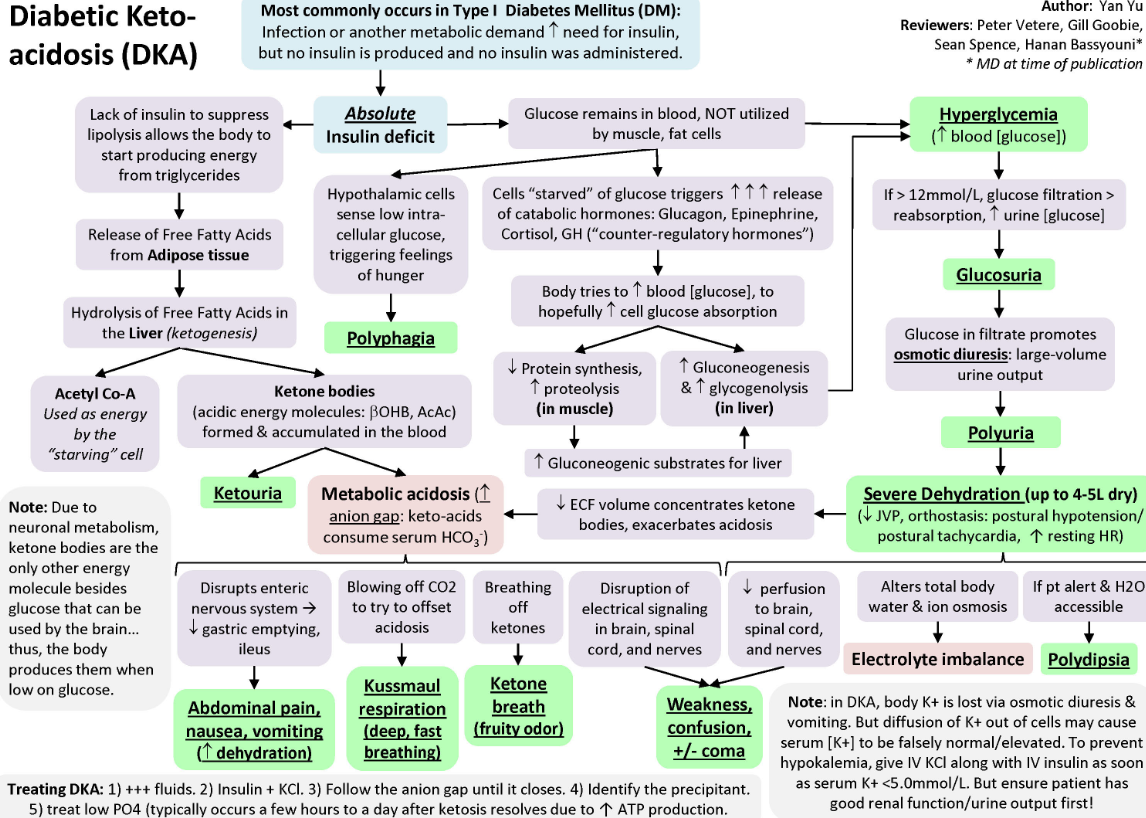 Diabetic Keto-
acidosis (DKA)
Most commonly occurs in Type I Diabetes Mellitus (DM):
Infection or another metabolic demand ↑ need for insulin,
but no insulin is produced and no insulin was administered.
Author: Yan Yu
Reviewers: Peter Vetere, Gill Goobie,
Sean Spence, Hanan Bassyouni*
* MD at time of publication
Lack of insulin to suppress
lipolysis allows the body to
start producing energy
from triglycerides
Absolute
Insulin deficit
Glucose remains in blood, NOT utilized
by muscle, fat cells
Hyperglycemia
(↑ blood [glucose])
Hypothalamic cells
sense low intra-
cellular glucose,
triggering feelings
of hunger
Cells “starved” of glucose triggers ↑ ↑ ↑ release
of catabolic hormones: Glucagon, Epinephrine,
Cortisol, GH (“counter-regulatory hormones”)
If > 12mmol/L, glucose filtration >
reabsorption, ↑ urine [glucose]
Release of Free Fatty Acids
from Adipose tissue
Glucosuria
Body tries to ↑ blood [glucose], to
hopefully ↑ cell glucose absorption
Hydrolysis of Free Fatty Acids in
the Liver (ketogenesis)
Polyphagia
Glucose in filtrate promotes
osmotic diuresis: large-volume
urine output
Acetyl Co-A
Used as energy
by the
“starving” cell
Ketone bodies
(acidic energy molecules: βOHB, AcAc)
formed & accumulated in the blood
↓ Protein synthesis,
↑ proteolysis
(in muscle)
↑ Gluconeogenesis
& ↑ glycogenolysis
(in liver)
Polyuria
↑ Gluconeogenic substrates for liver
Ketouria
Metabolic acidosis (↑
anion gap: keto-acids
consume serum HCO3-)
↓ ECF volume concentrates ketone
bodies, exacerbates acidosis
Severe Dehydration (up to 4-5L dry)
(↓ JVP, orthostasis: postural hypotension/
postural tachycardia, ↑ resting HR)
Note: Due to
neuronal metabolism,
ketone bodies are the
only other energy
molecule besides
glucose that can be
used by the brain...
thus, the body
produces them when
low on glucose.
Disrupts enteric
nervous system →
↓ gastric emptying,
ileus
Blowing off CO2
to try to offset
acidosis
Breathing
off
ketones
Disruption of
electrical signaling
in brain, spinal
cord, and nerves
↓ perfusion
to brain,
spinal cord,
and nerves
Alters total body
water & ion osmosis
If pt alert & H2O
accessible
Electrolyte imbalance
Polydipsia
Abdominal pain,
nausea, vomiting
(↑ dehydration)
Kussmaul
respiration
(deep, fast
breathing)
Ketone
breath
(fruity odor)
Weakness,
confusion,
+/- coma
Note: in DKA, body K+ is lost via osmotic diuresis &
vomiting. But diffusion of K+ out of cells may cause
serum [K+] to be falsely normal/elevated. To prevent
hypokalemia, give IV KCl along with IV insulin as soon
as serum K+ <5.0mmol/L. But ensure patient has
good renal function/urine output first!
Treating DKA: 1) +++ fluids. 2) Insulin + KCl. 3) Follow the anion gap until it closes. 4) Identify the precipitant.
5) treat low PO4 (typically occurs a few hours to a day after ketosis resolves due to ↑ ATP production.